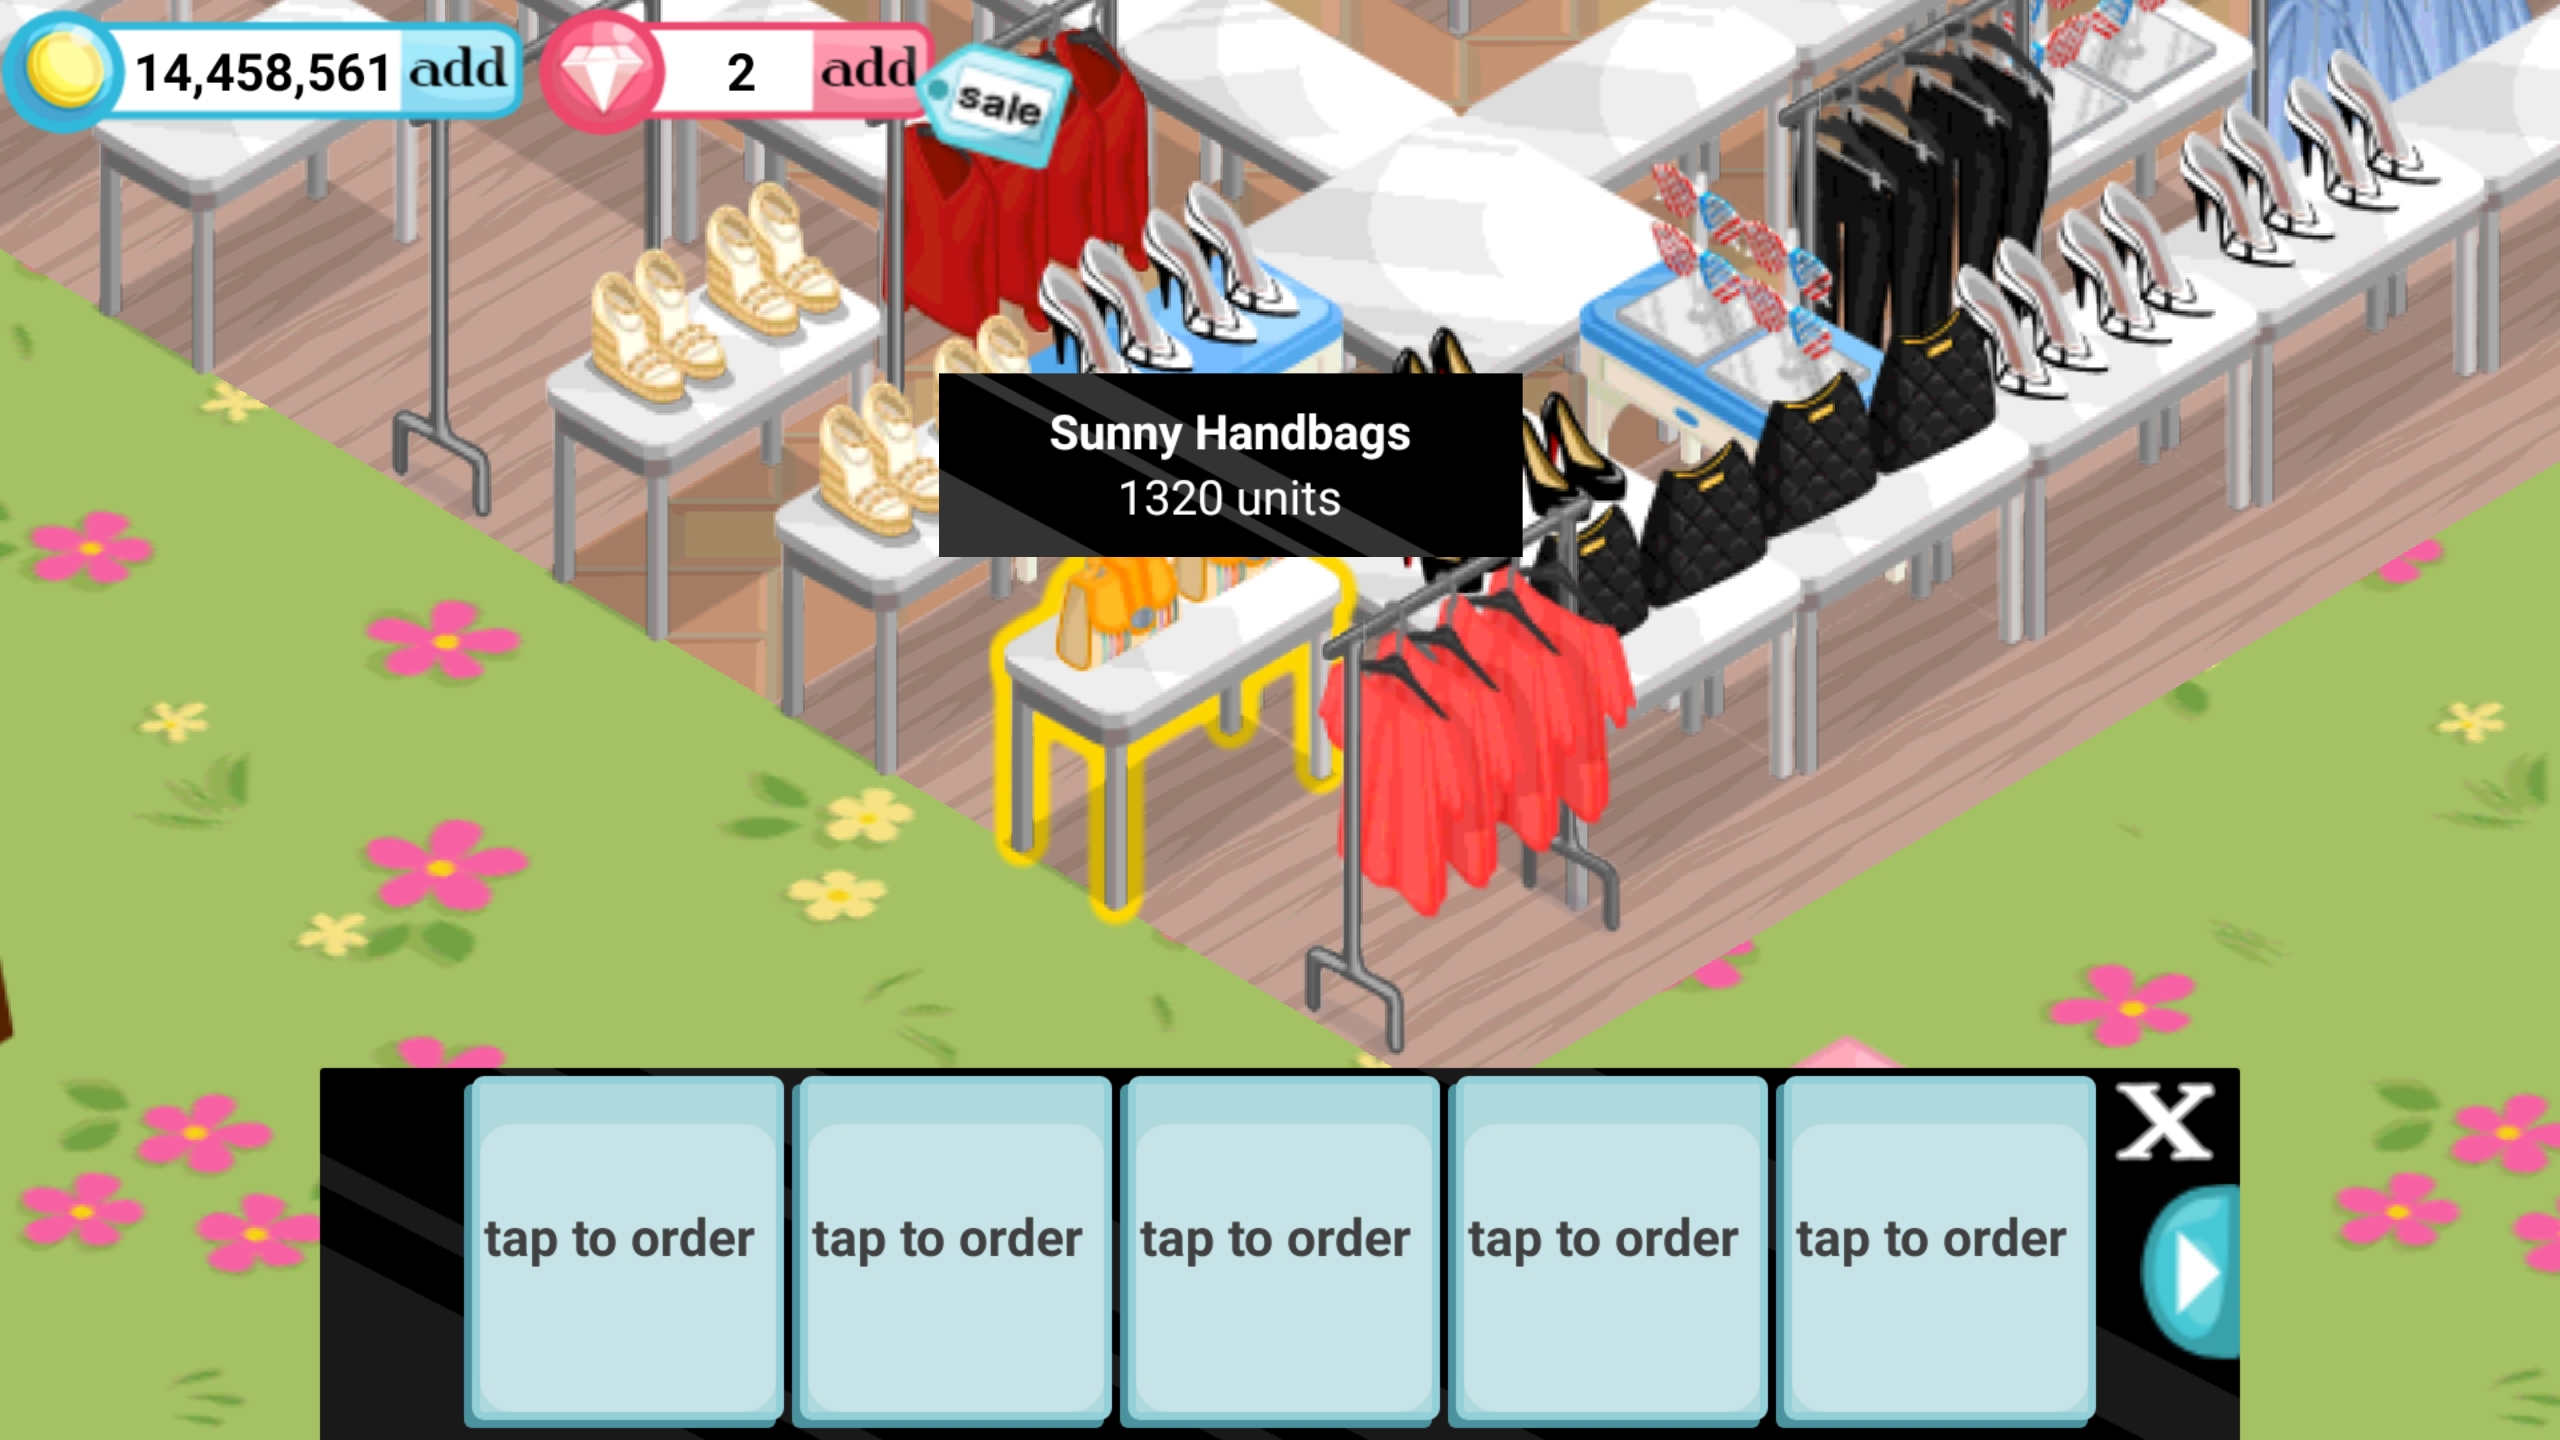 14,458,561 add
2 add
sale
Sunny Handbags
1320 units
tap to order
tap to order
tap to order
tap to order
tap to order
X